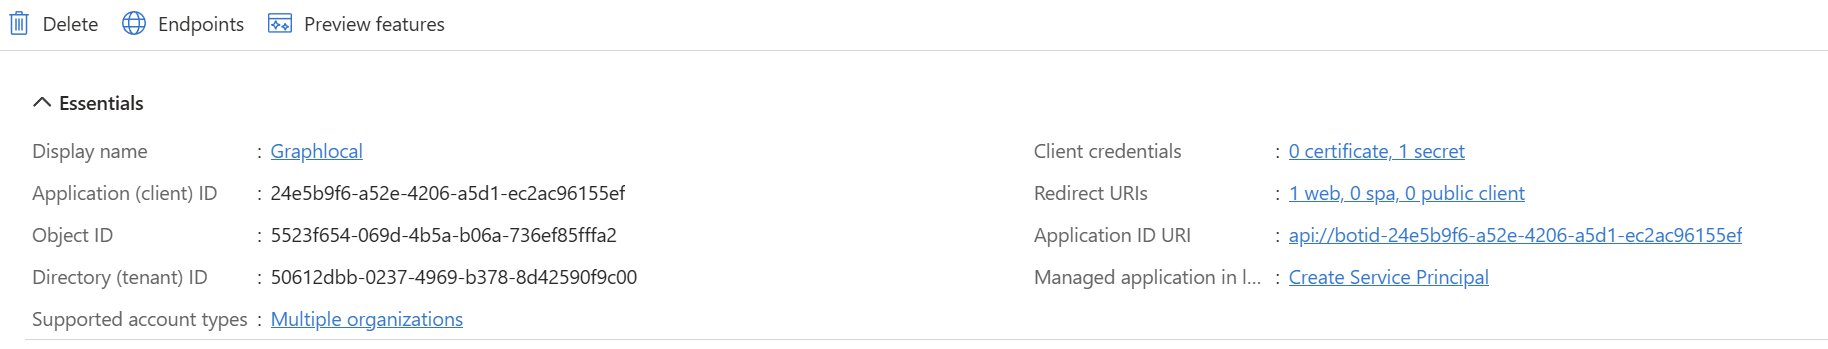 Delete Endpoints Preview features
Essentials
Display name : Graphlocal
Application (client) ID : 24e5b9f6-a52e-4206-a5d1-ec2ac96155ef
Object ID : 5523f654-069d-4b5a-b06a-736ef85fffa2
Directory (tenant) ID : 50612dbb-0237-4969-b378-8d42590f9c00
Supported account types : Multiple organizations
Client credentials : 0 certificate, 1 secret
Redirect URIs : 1 web, 0 spa, 0 public client
Application ID URI : api://botid-24e5b9f6-a52e-4206-a5d1-ec2ac96155ef
Managed application in l... : Create Service Principal